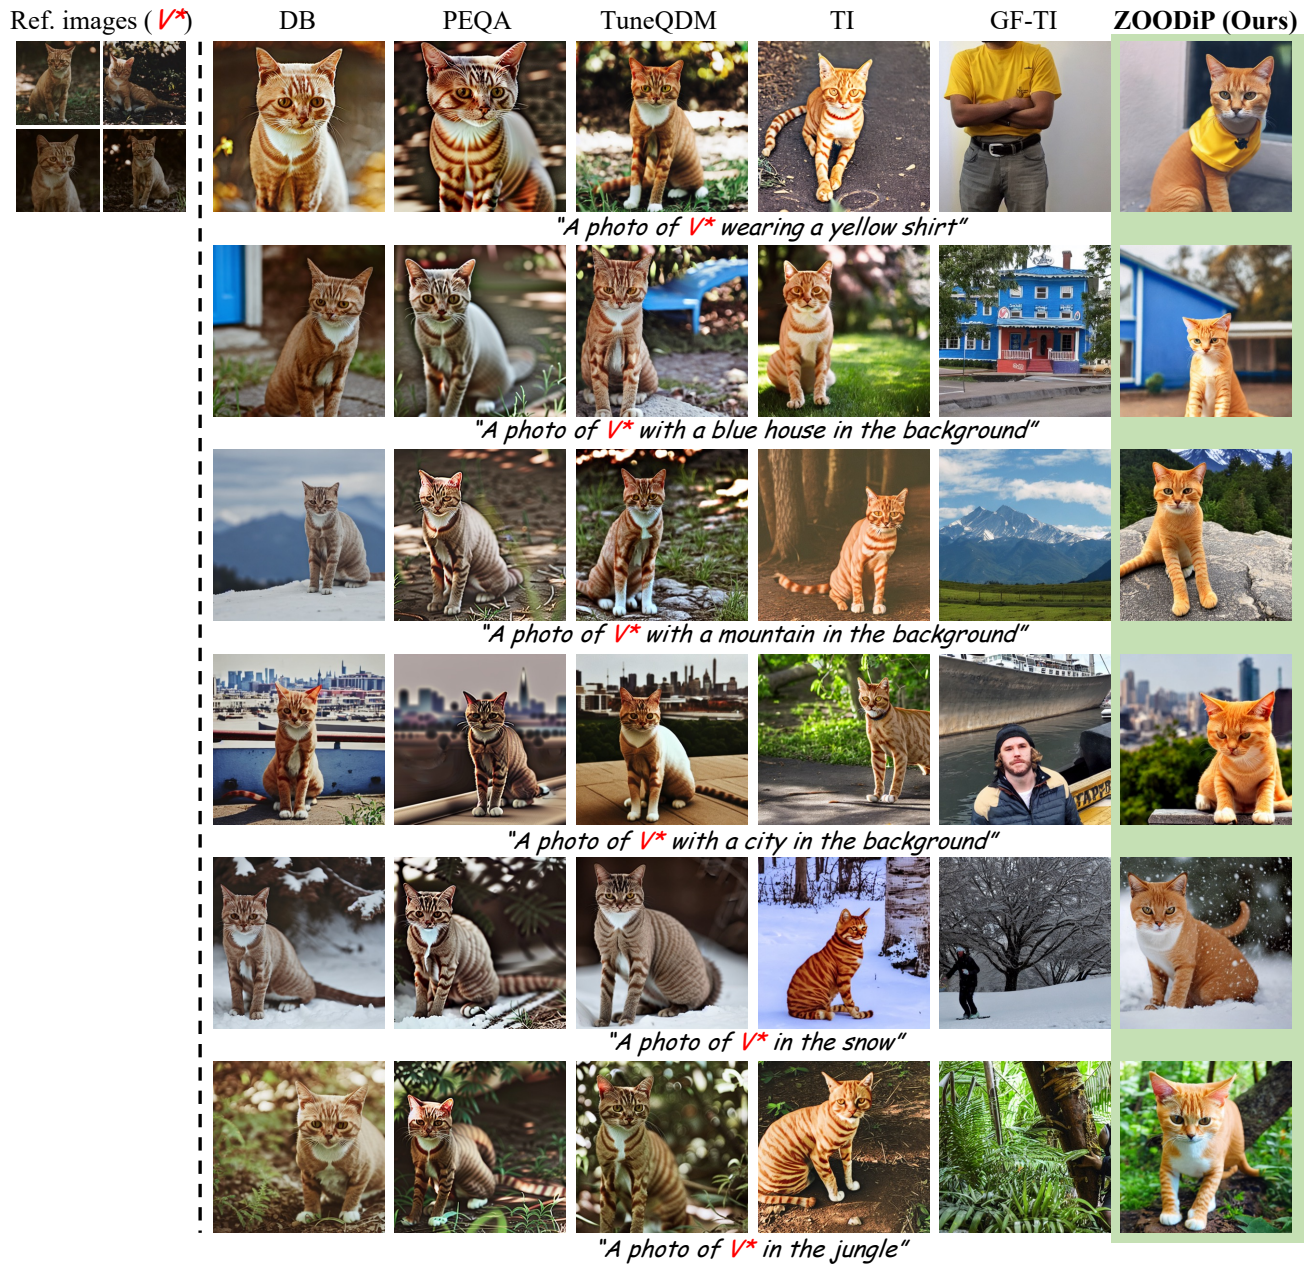 Ref. images (V*) DB PEQA TuneQDM TI GF-TI ZOODiP (Ours)
"A photo of V* wearing a yellow shirt"
"A photo of V* with a blue house in the background"
"A photo of V* with a mountain in the background"
"A photo of V* with a city in the background"
"A photo of V* in the snow"
"A photo of V* in the jungle"